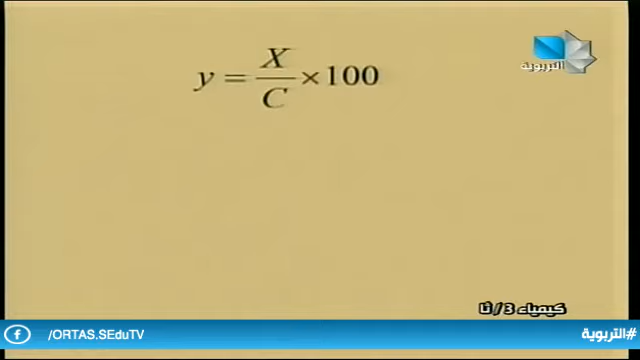 y = X/C × 100
التربوية
كيمياء 3 / ثا
/ORTAS.SEduTV
#التربوية